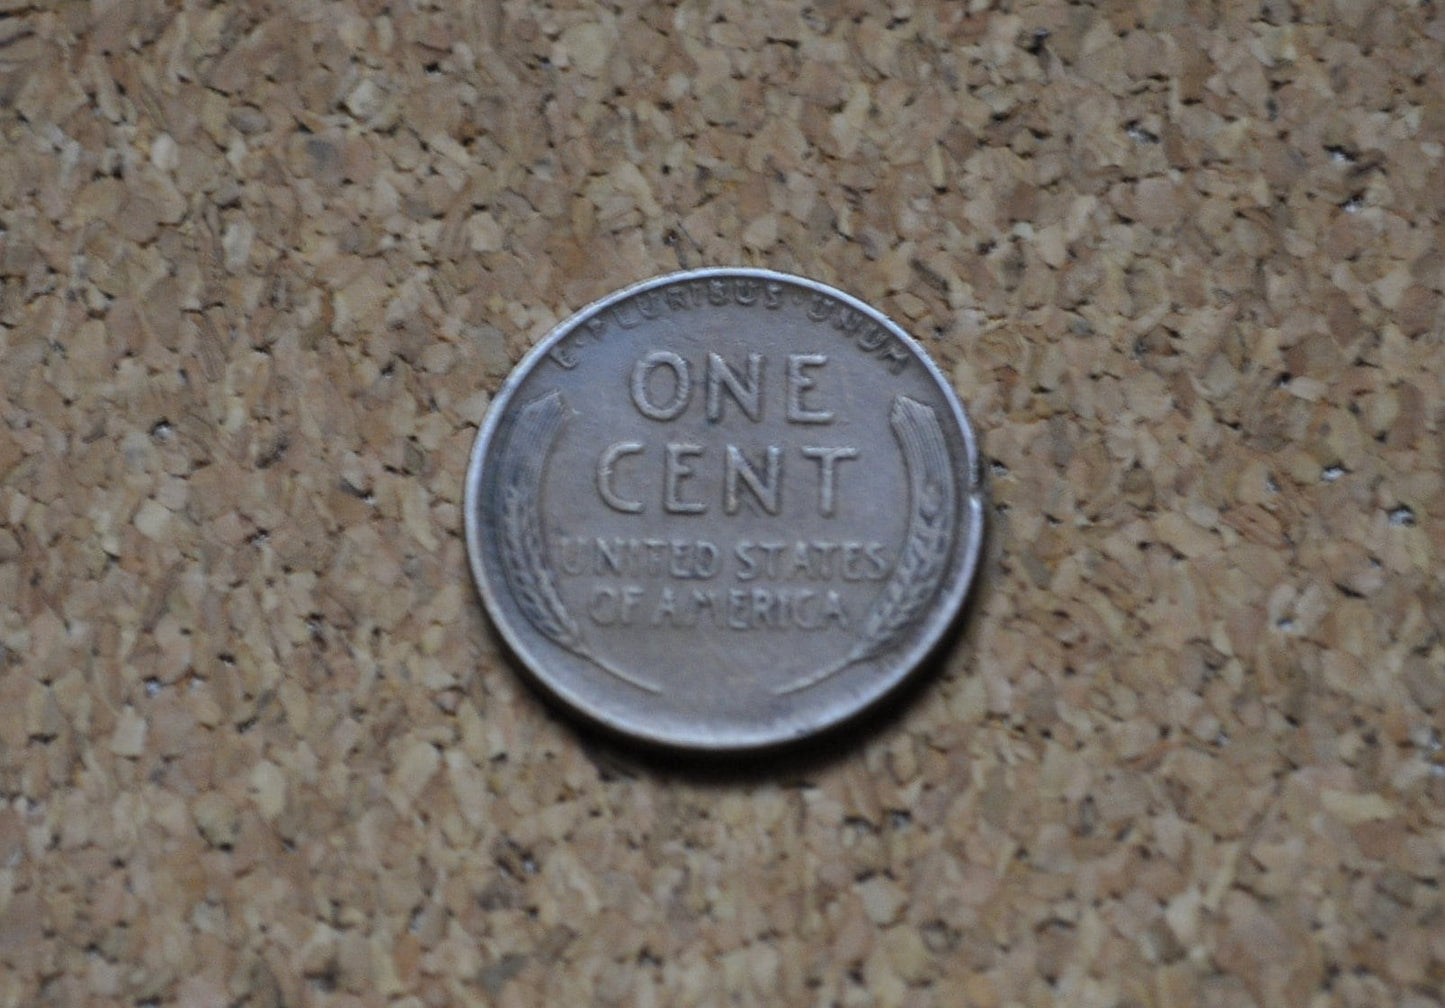 E · PLURIBUS · UNUM
ONE
CENT
UNITED STATES
OF AMERICA